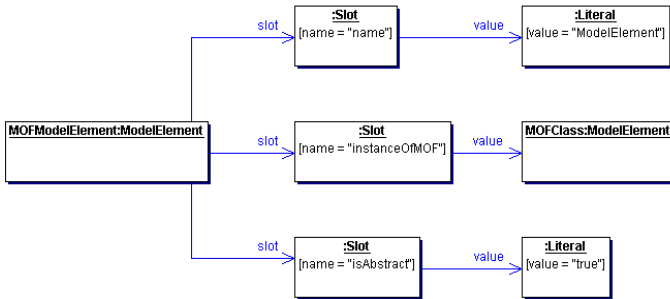 :Slot
[name = "name"]
slot
value
:Literal
[value = "ModelElement"]
MOFModelElement:ModelElement
slot
:Slot
[name = "instanceOfMOF"]
value
MOFClass:ModelElement
slot
:Slot
[name = "isAbstract"]
value
:Literal
[value = "true"]